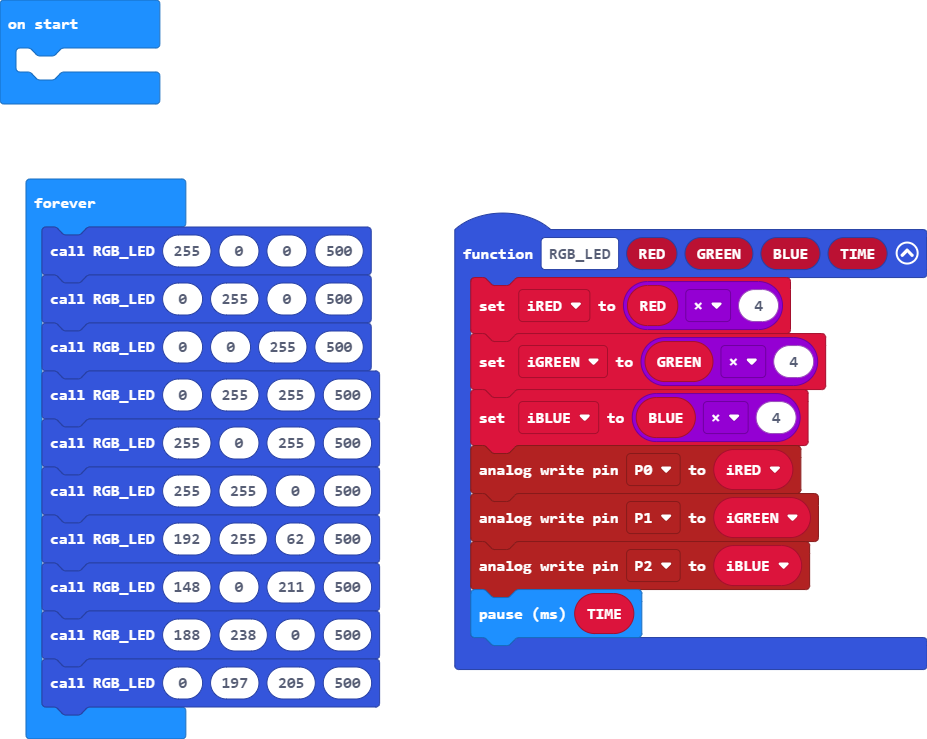 on start
forever
call RGB_LED 255 0 0 500
call RGB_LED 0 255 0 500
call RGB_LED 0 0 255 500
call RGB_LED 0 255 255 500
call RGB_LED 255 0 255 500
call RGB_LED 255 255 0 500
call RGB_LED 192 255 62 500
call RGB_LED 148 0 211 500
call RGB_LED 188 238 0 500
call RGB_LED 0 197 205 500
function RGB_LED RED GREEN BLUE TIME
set iRED to RED × 4
set iGREEN to GREEN × 4
set iBLUE to BLUE × 4
analog write pin P0 to iRED
analog write pin P1 to iGREEN
analog write pin P2 to iBLUE
pause (ms) TIME